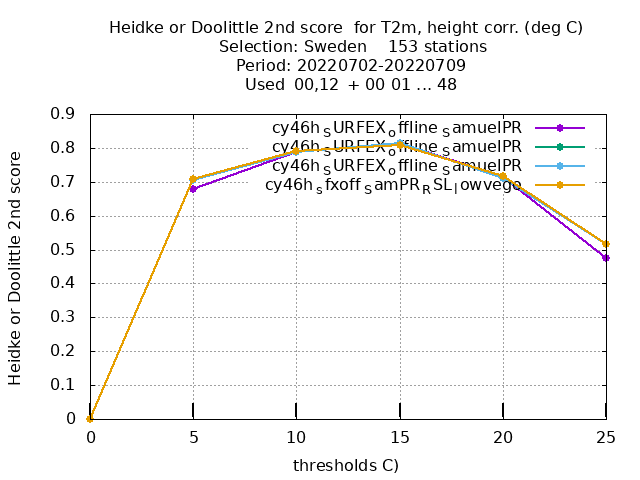 Heidke or Doolittle 2nd score  for T2m, height corr. (deg C)
Selection: Sweden    153 stations
Period: 20220702-20220709
Used  00,12  + 00 01 ... 48
Heidke or Doolittle 2nd score
0.9
0.8
0.7
0.6
0.5
0.4
0.3
0.2
0.1
0
cy46h_SURFEX_offline_SamuelPR
cy46h_SURFEX_offline_SamuelPR
cy46h_SURFEX_offline_SamuelPR
cy46h_sfxoff_SamPR_RSL_lowvego
0 5 10 15 20 25
thresholds C)